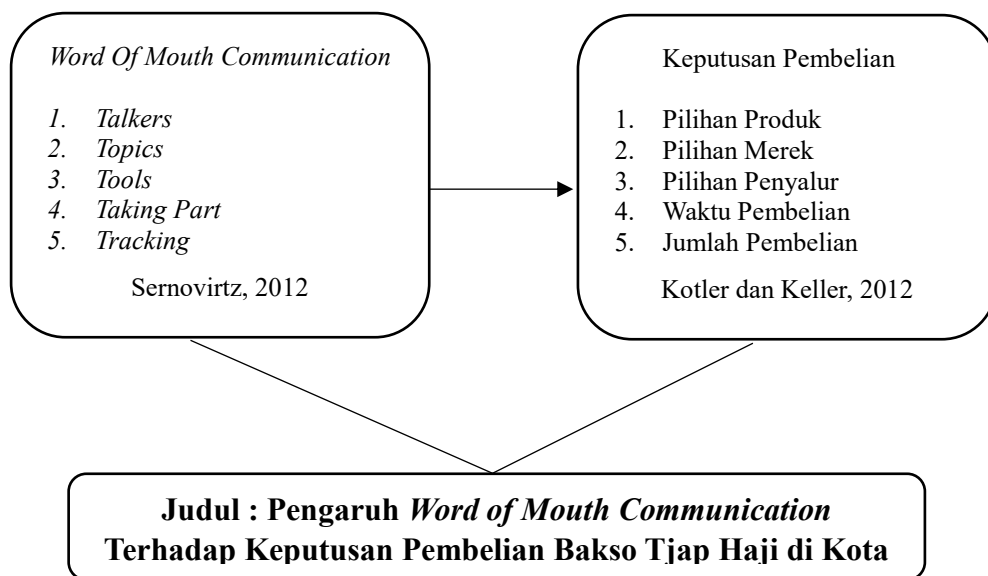 Word Of Mouth Communication
1. Talkers
2. Topics
3. Tools
4. Taking Part
5. Tracking
Sernovirtz, 2012
Keputusan Pembelian
1. Pilihan Produk
2. Pilihan Merek
3. Pilihan Penyalur
4. Waktu Pembelian
5. Jumlah Pembelian
Kotler dan Keller, 2012
Judul : Pengaruh Word of Mouth Communication
Terhadap Keputusan Pembelian Bakso Tjap Haji di Kota